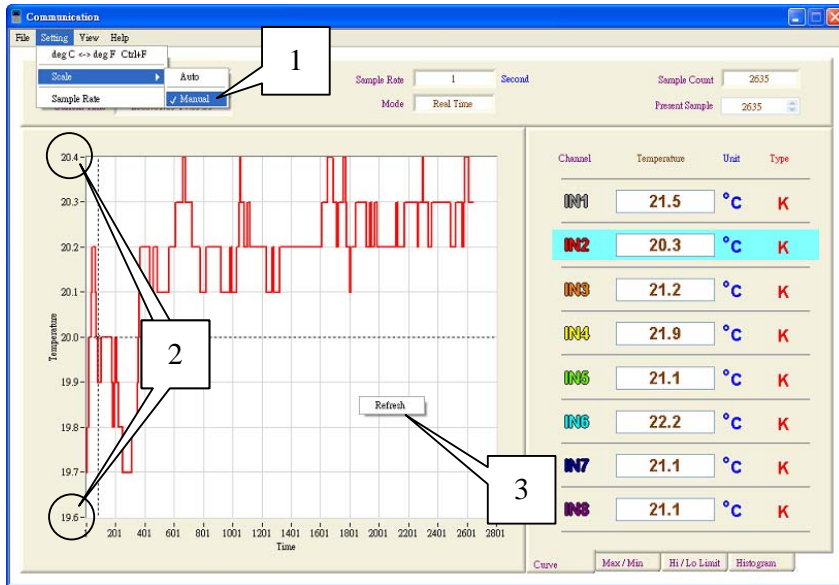 Communication
File Setting View Help
deg C <-> deg F Ctrl+F
Scale
Auto
Manual
Sample Rate
1
Sample Rate 1 Second
Mode Real Time
Sample Count 2635
Present Sample 2635
20.4
20.3
20.2
20.1
20.0
19.9
19.8
19.7
19.6
Temperature
1 201 401 601 801 1001 1201 1401 1601 1801 2001 2201 2401 2601 2801
Time
2
Refresh
3
Channel Temperature Unit Type
IN1 21.5 °C K
IN2 20.3 °C K
IN3 21.2 °C K
IN4 21.9 °C K
IN5 21.1 °C K
IN6 22.2 °C K
IN7 21.1 °C K
IN8 21.1 °C K
Curve Max / Min Hi / Lo Limit Histogram